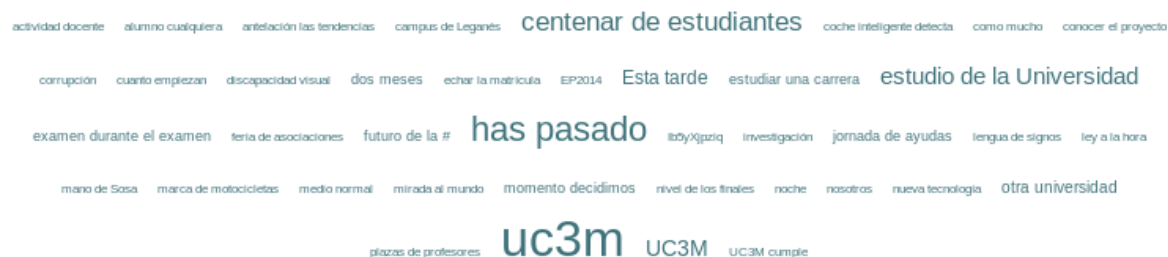 actividad docente alumno cualquiera antelación las tendencias campus de Leganés centenar de estudiantes coche inteligente detecta como mucho conocer el proyecto
corrupción cuanto empiezan discapacidad visual dos meses echar la matrícula EP2014 Esta tarde estudiar una carrera estudio de la Universidad
examen durante el examen feria de asociaciones futuro de la # has pasado investigación jornada de ayudas lengua de signos ley a la hora
mano de Sosa marca de motocicletas medio normal mirada al mundo momento decidimos nivel de los finales noche nosotros nueva tecnología otra universidad
plazas de profesores uc3m UC3M UC3M cumple